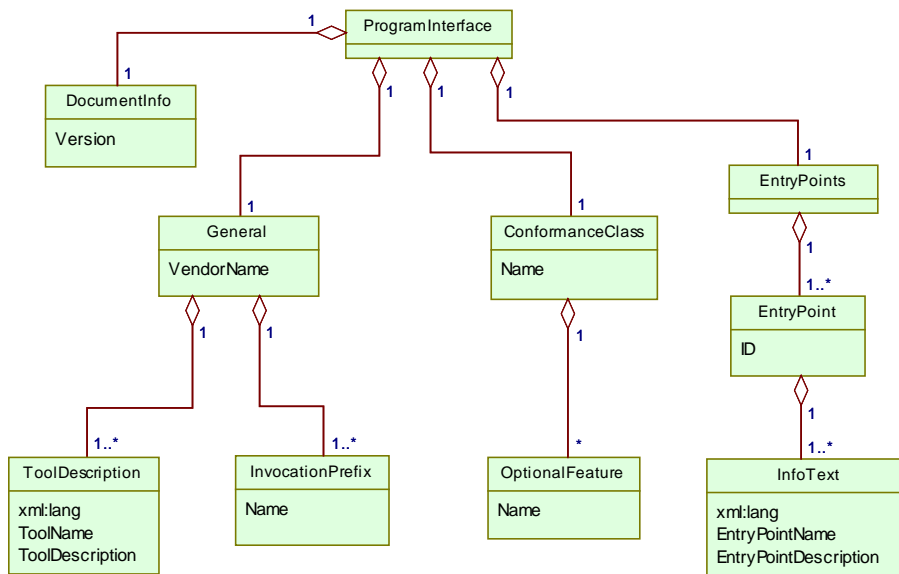 ProgramInterface
1
1
1
1
1
DocumentInfo
Version
1
1
1
General
VendorName
ConformanceClass
Name
EntryPoints
1
1
1
1
1..*
EntryPoint
ID
1
1..*
1..*
*
1..*
ToolDescription
xml:lang
ToolName
ToolDescription
InvocationPrefix
Name
OptionalFeature
Name
InfoText
xml:lang
EntryPointName
EntryPointDescription